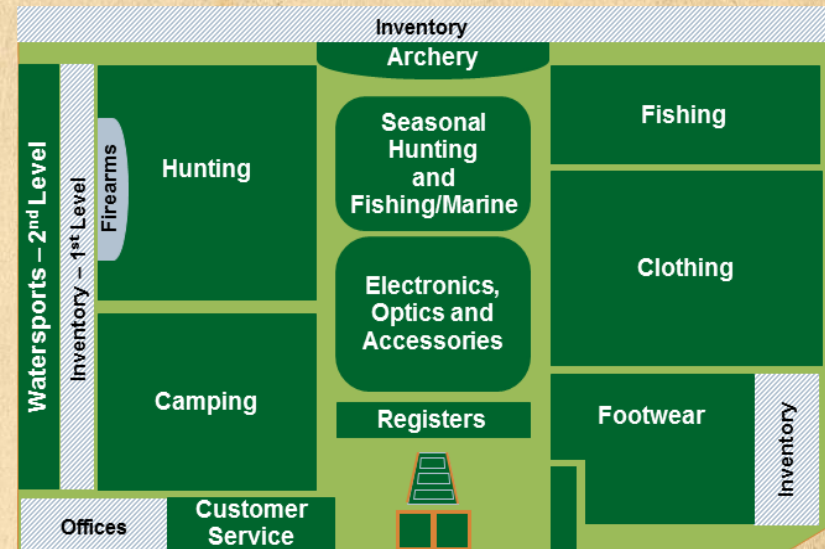 Inventory
Archery
Watersports – 2nd Level
Inventory – 1st Level
Firearms
Hunting
Seasonal
Hunting
and
Fishing/Marine
Fishing
Electronics,
Optics and
Accessories
Clothing
Camping
Registers
Footwear
Inventory
Offices
Customer
Service